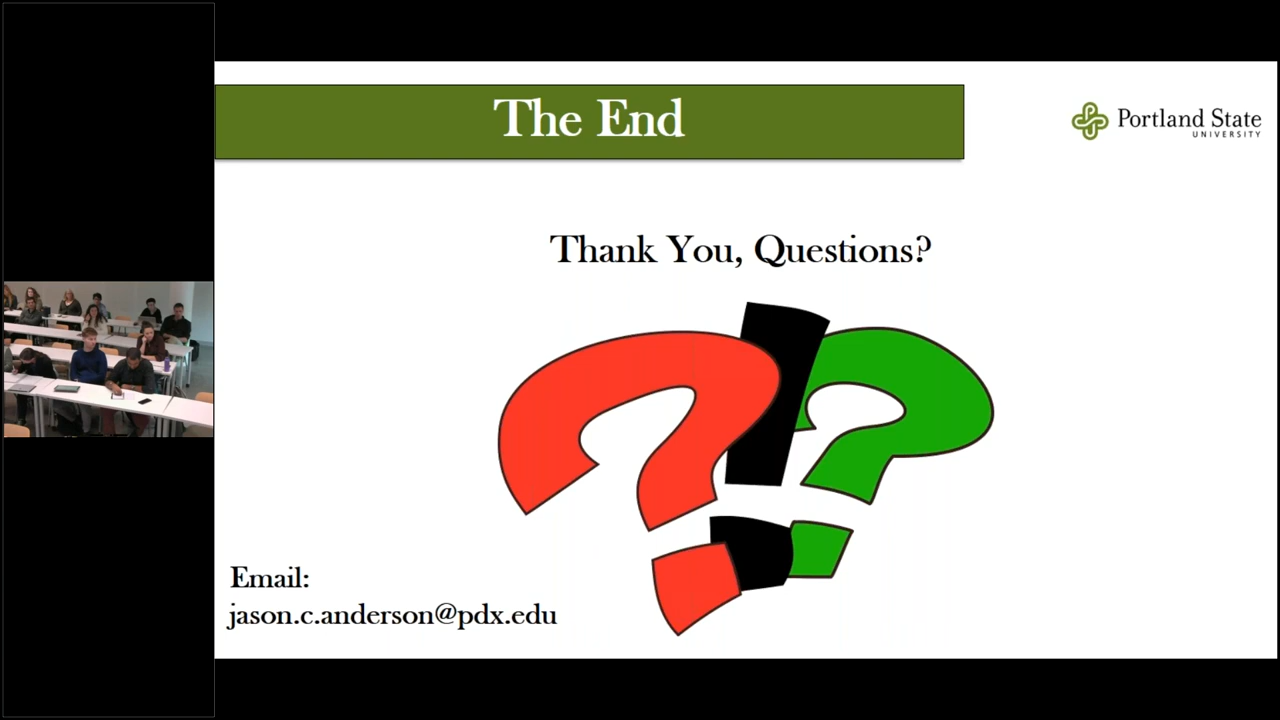 The End
Portland State
UNIVERSITY
Thank You, Questions?
Email:
jason.c.anderson@pdx.edu